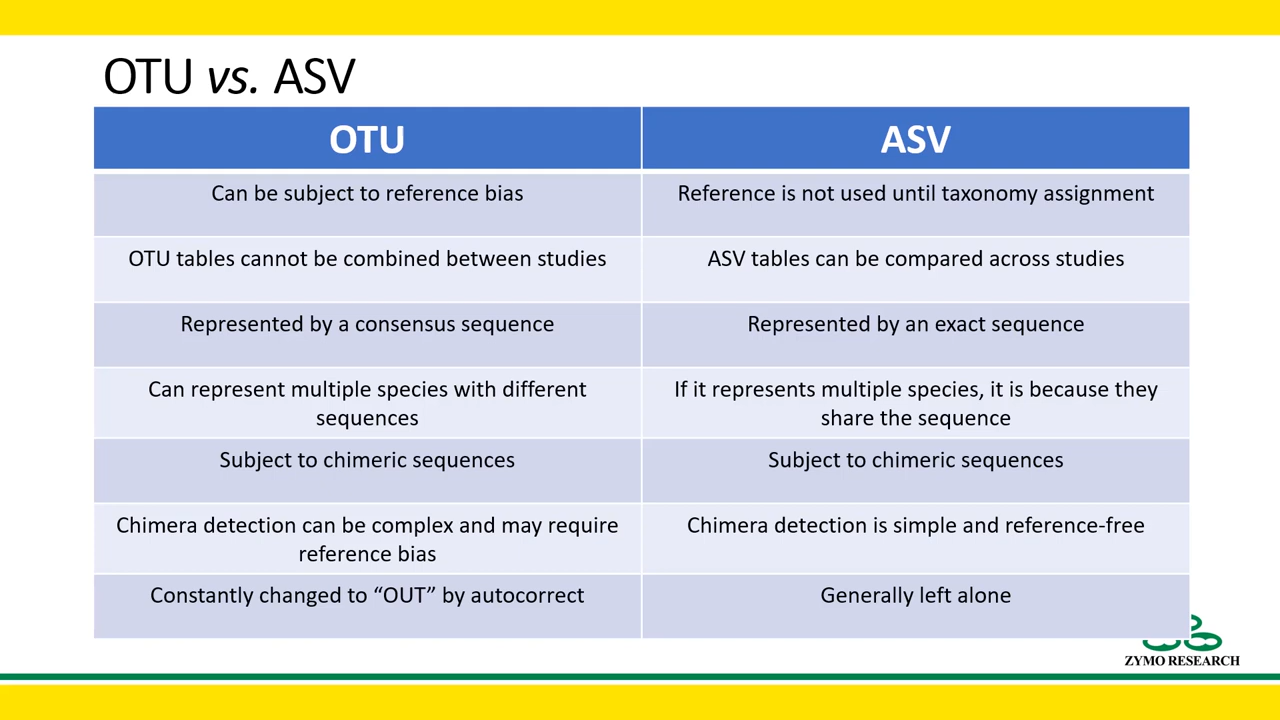 OTU vs. ASV
OTU
ASV
Can be subject to reference bias
Reference is not used until taxonomy assignment
OTU tables cannot be combined between studies
ASV tables can be compared across studies
Represented by a consensus sequence
Represented by an exact sequence
Can represent multiple species with different
sequences
If it represents multiple species, it is because they
share the sequence
Subject to chimeric sequences
Subject to chimeric sequences
Chimera detection can be complex and may require
reference bias
Chimera detection is simple and reference-free
Constantly changed to “OUT” by autocorrect
Generally left alone
ZYMO RESEARCH